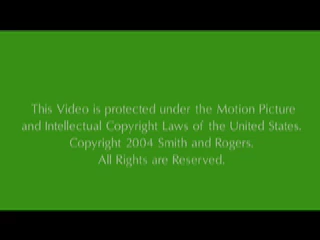 This Video is protected under the Motion Picture
and Intellectual Copyright Laws of the United States.
Copyright 2004 Smith and Rogers.
All Rights are Reserved.